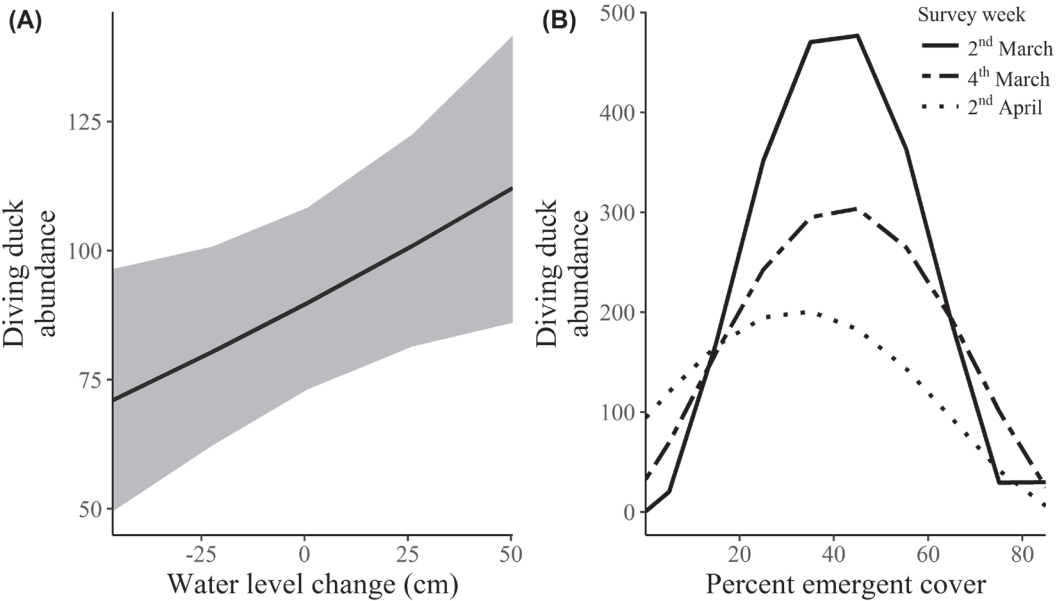 (A)
Diving duck
abundance
125
100
75
50
-25
0
25
50
Water level change (cm)
(B)
Diving duck
abundance
500
400
300
200
100
0
20
40
60
80
Percent emergent cover
Survey week
2nd March
4th March
2nd April